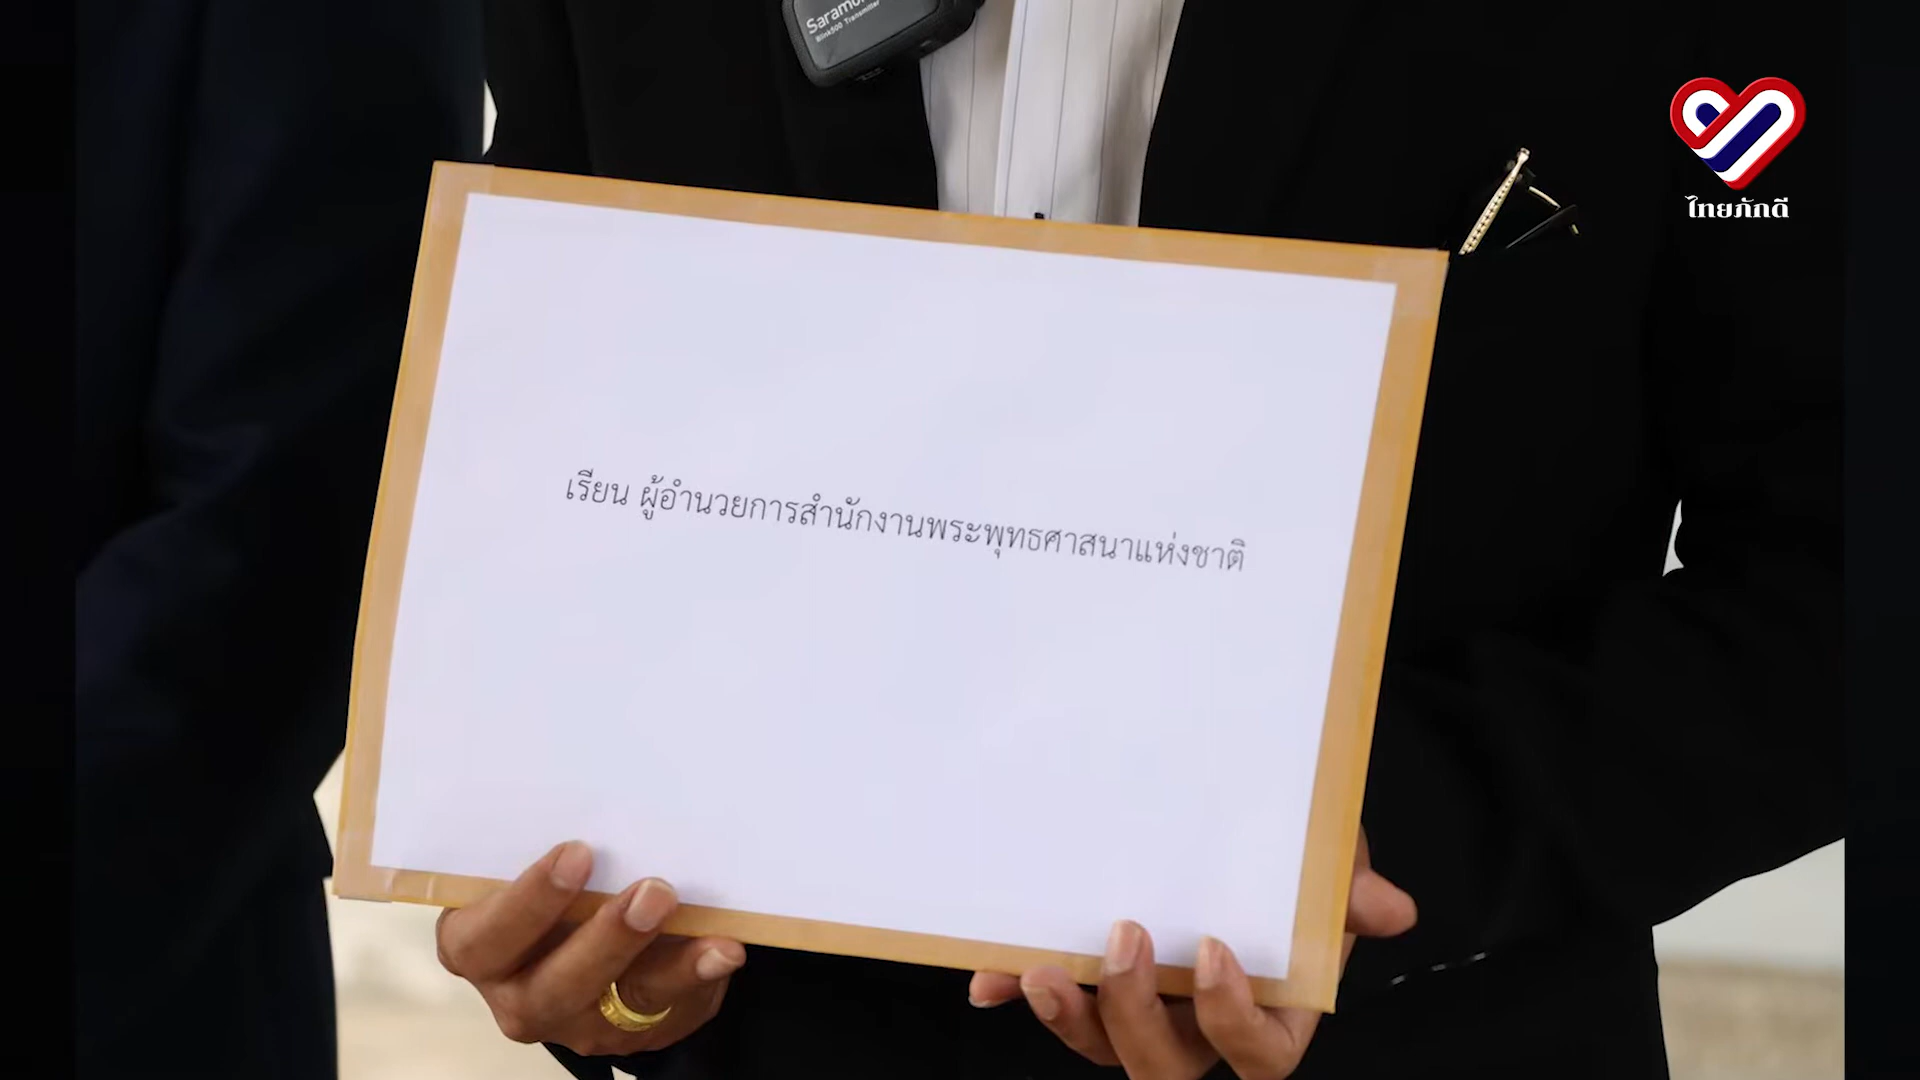 Blink500 Transmitter
ไทยภักดี
เรียน ผู้อำนวยการสำนักงานพระพุทธศาสนาแห่งชาติ